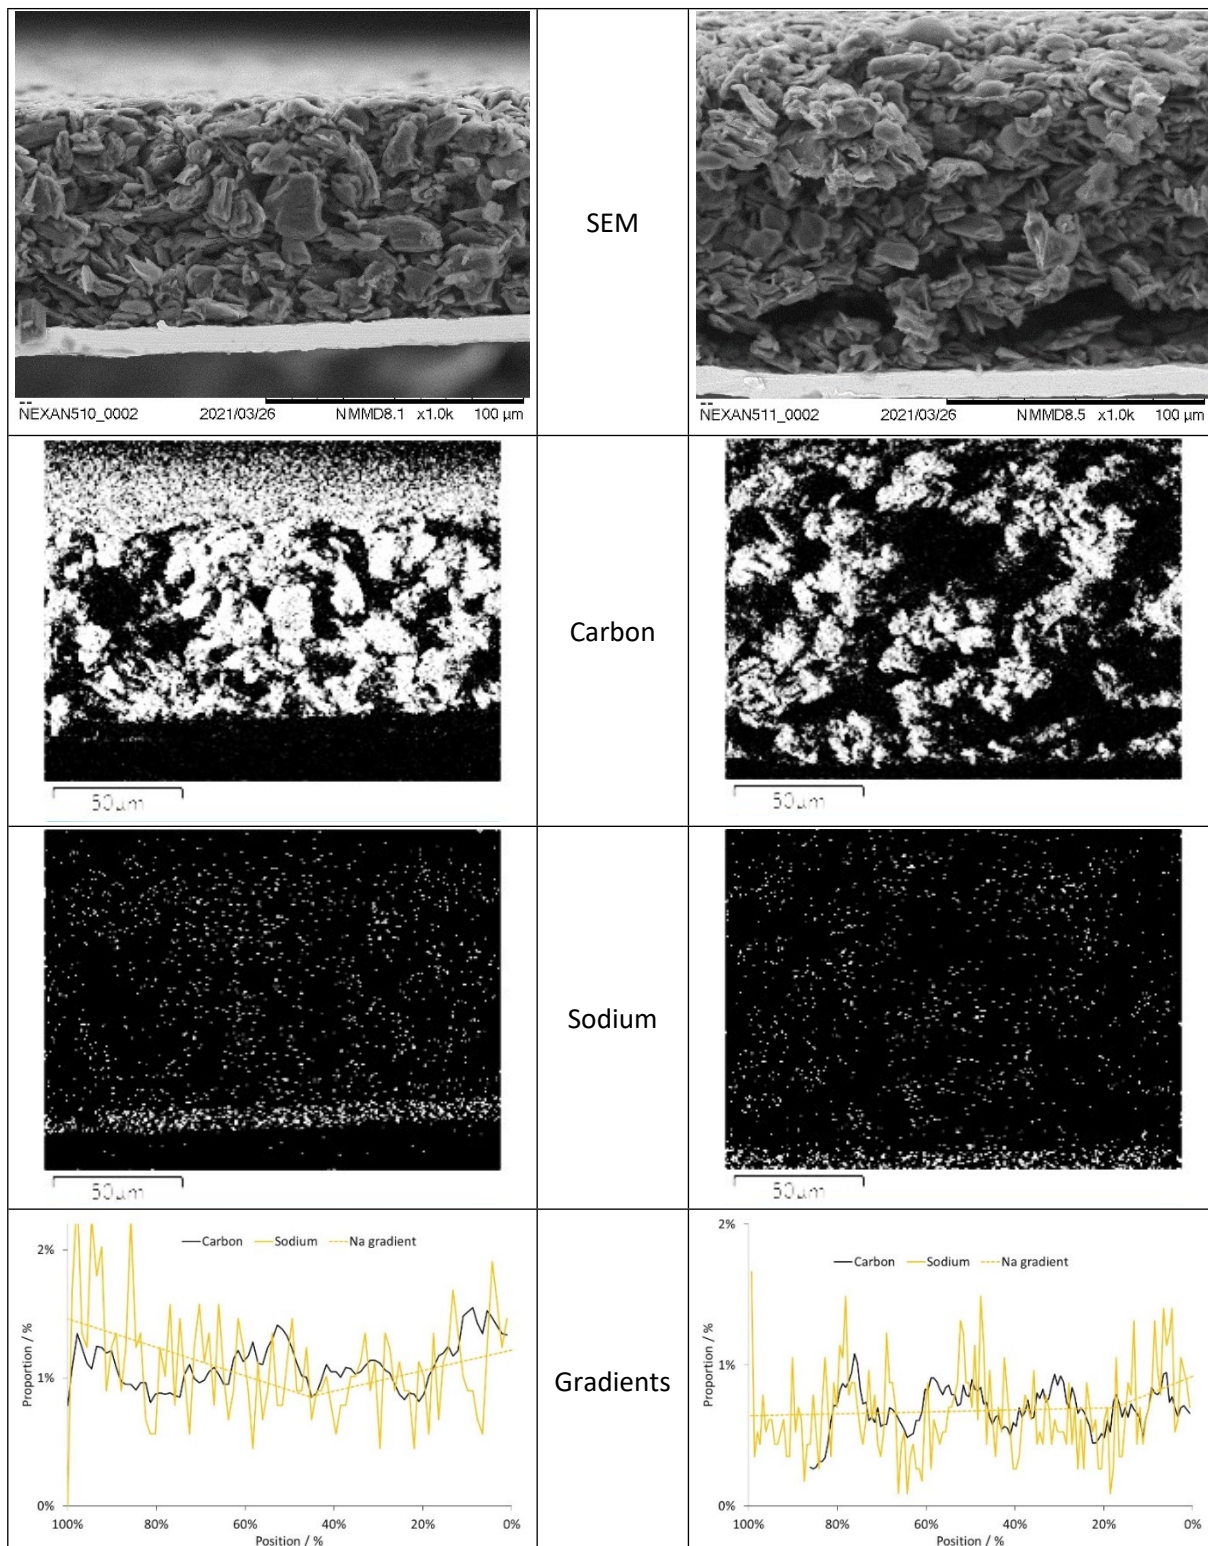 SEM
NEXAN510_0002 2021/03/26 NMMD8.1 x1.0k 100 µm
NEXAN511_0002 2021/03/26 NMMD8.5 x1.0k 100 µm
Carbon
50µm
50µm
Sodium
50µm
50µm
Gradients
Carbon Sodium Na gradient
2%
1%
0%
Proportion / %
100% 80% 60% 40% 20% 0%
Position / %
Carbon Sodium Na gradient
2%
1%
0%
Proportion / %
100% 80% 60% 40% 20% 0%
Position / %